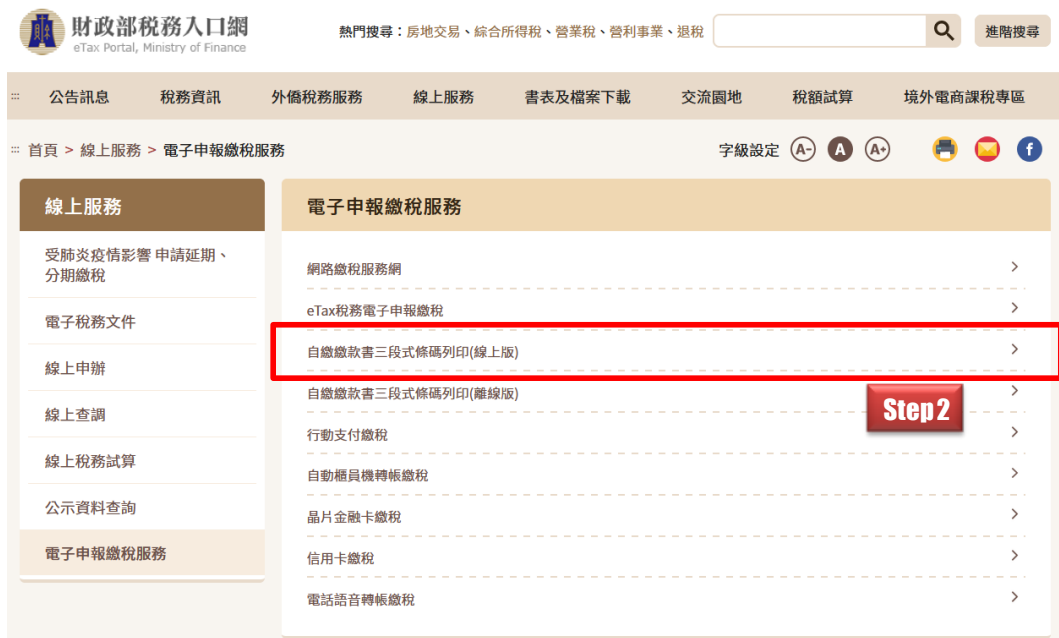 財政部稅務入口網
eTax Portal, Ministry of Finance
熱門搜尋：房地交易、綜合所得稅、營業稅、營利事業、退稅
進階搜尋
公告訊息 稅務資訊 外僑稅務服務 線上服務 書表及檔案下載 交流園地 稅額試算 境外電商課稅專區
首頁 > 線上服務 > 電子申報繳稅服務
字級設定 A- A A+ f
線上服務
受肺炎疫情影響 申請延期、
分期繳稅
電子稅務文件
線上申辦
線上查調
線上稅務試算
公示資料查詢
電子申報繳稅服務
電子申報繳稅服務
網路繳稅服務網
eTax稅務電子申報繳稅
自繳繳款書三段式條碼列印(線上版)
自繳繳款書三段式條碼列印(離線版)
Step 2
行動支付繳稅
自動櫃員機轉帳繳稅
晶片金融卡繳稅
信用卡繳稅
電話語音轉帳繳稅